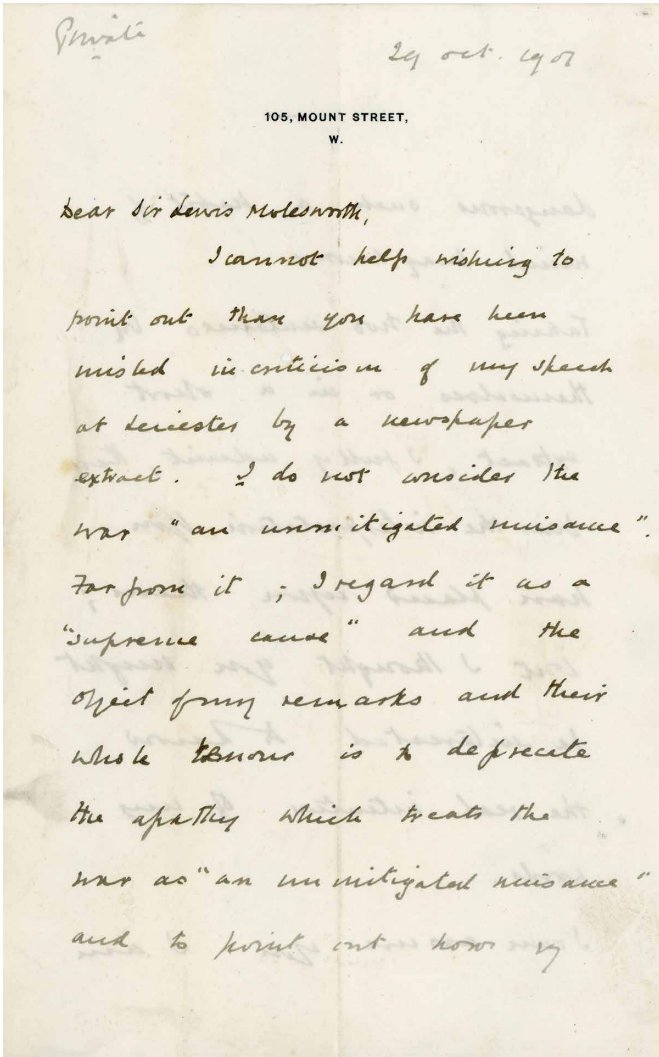 Private
29 Oct. 1901
105, MOUNT STREET,
W.
Dear Sir Lewis Molesworth,
I cannot help wishing to
point out that you have been
misled in criticism of my speech
at Leicester by a newspaper
extract. I do not consider the
war "an unmitigated nuisance".
Far from it; I regard it as a
"supreme cause" and the
object of my remarks and their
whole tenour is to deprecate
the apathy which treats the
war as "an unmitigated nuisance"
and to point out how